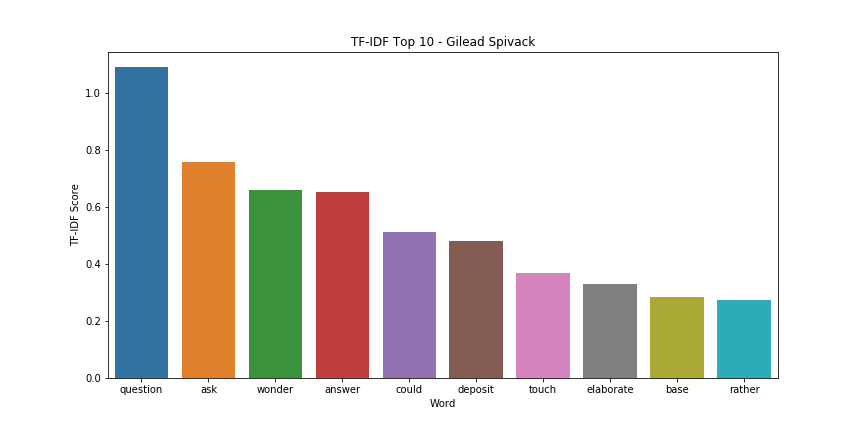 TF-IDF Top 10 - Gilead Spivack
TF-IDF Score
1.0
0.8
0.6
0.4
0.2
0.0
question ask wonder answer could deposit touch elaborate base rather
Word